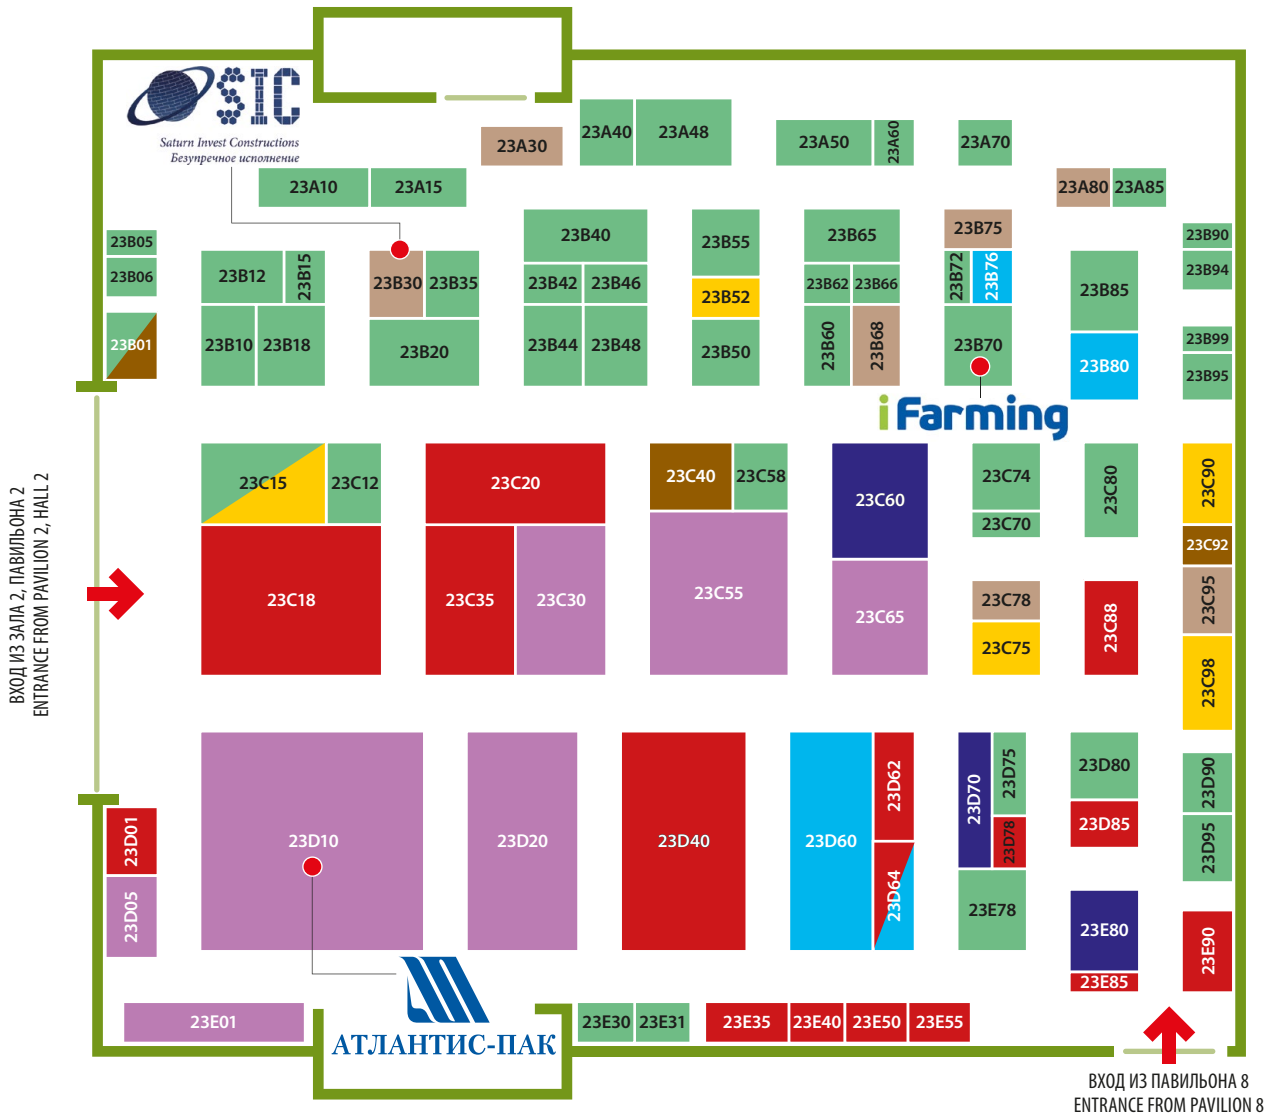 SIC
Saturn Invest Constructions
Безупречное исполнение
23A30
23A40
23A48
23A50
23A60
23A70
23A10
23A15
23A80
23A85
23B05
23B06
23B01
23B12
23B15
23B10
23B18
23B30
23B35
23B20
23B40
23B42
23B46
23B44
23B48
23B55
23B52
23B50
23B65
23B62
23B66
23B60
23B68
23B75
23B72
23B76
23B70
23B85
23B80
23B90
23B94
23B99
23B95
iFarming
ВХОД ИЗ ЗАЛА 2, ПАВИЛЬОНА 2
ENTRANCE FROM PAVILION 2, HALL 2
23C15
23C12
23C18
23C20
23C35
23C30
23C40
23C58
23C55
23C60
23C65
23C74
23C70
23C78
23C75
23C80
23C88
23C90
23C92
23C95
23C98
23D01
23D05
23D10
23D20
23D40
23D60
23D62
23D64
23D70
23D75
23D78
23E78
23D80
23D85
23D90
23D95
23E80
23E85
23E90
23E01
АТЛАНТИС-ПАК
23E30
23E31
23E35
23E40
23E50
23E55
ВХОД ИЗ ПАВИЛЬОНА 8
ENTRANCE FROM PAVILION 8